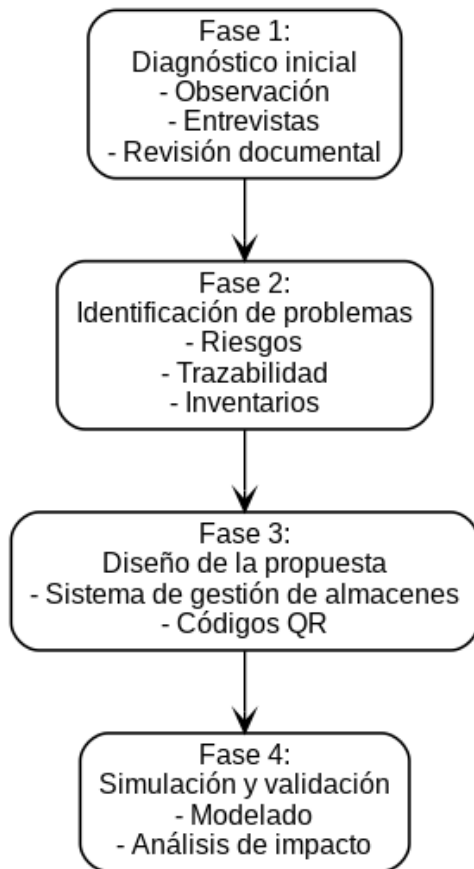 Fase 1:
Diagnóstico inicial
- Observación
- Entrevistas
- Revisión documental
Fase 2:
Identificación de problemas
- Riesgos
- Trazabilidad
- Inventarios
Fase 3:
Diseño de la propuesta
- Sistema de gestión de almacenes
- Códigos QR
Fase 4:
Simulación y validación
- Modelado
- Análisis de impacto